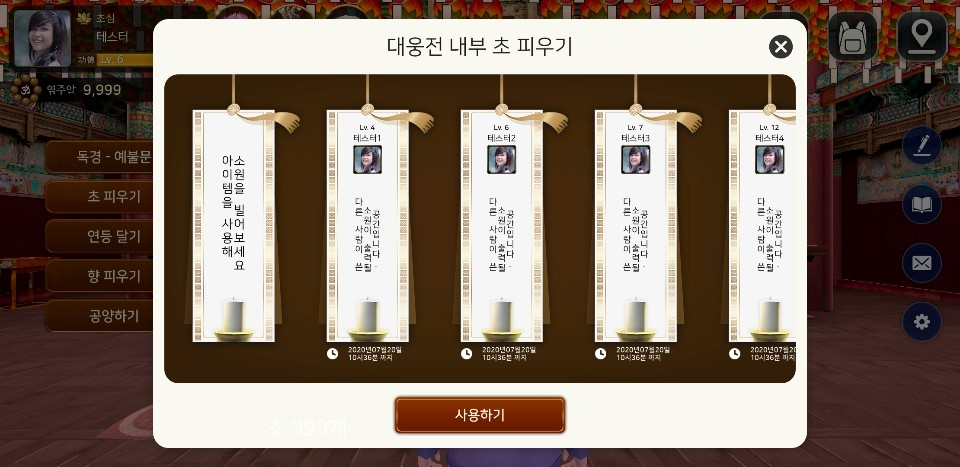 대웅전 내부 초 피우기
초심
테스터
功德 Lv. 6
염주알 9,999
독경 - 예불문
초 피우기
연등 달기
향 피우기
공양하기
소원을 빌어보세요
아이템을 사용해
Lv. 4
테스터1
공간입니다.
소원이 출력될
다른 사람이 쓴
2020년07월20일
10시36분 까지
Lv. 6
테스터2
공간입니다.
소원이 출력될
다른 사람이 쓴
2020년07월20일
10시36분 까지
Lv. 7
테스터3
공간입니다.
소원이 출력될
다른 사람이 쓴
2020년07월20일
10시36분 까지
Lv. 12
테스터4
공간입니다.
소원이 출력될
다른 사람이 쓴
2020년07월20
10시36분 까지
초 999개
사용하기